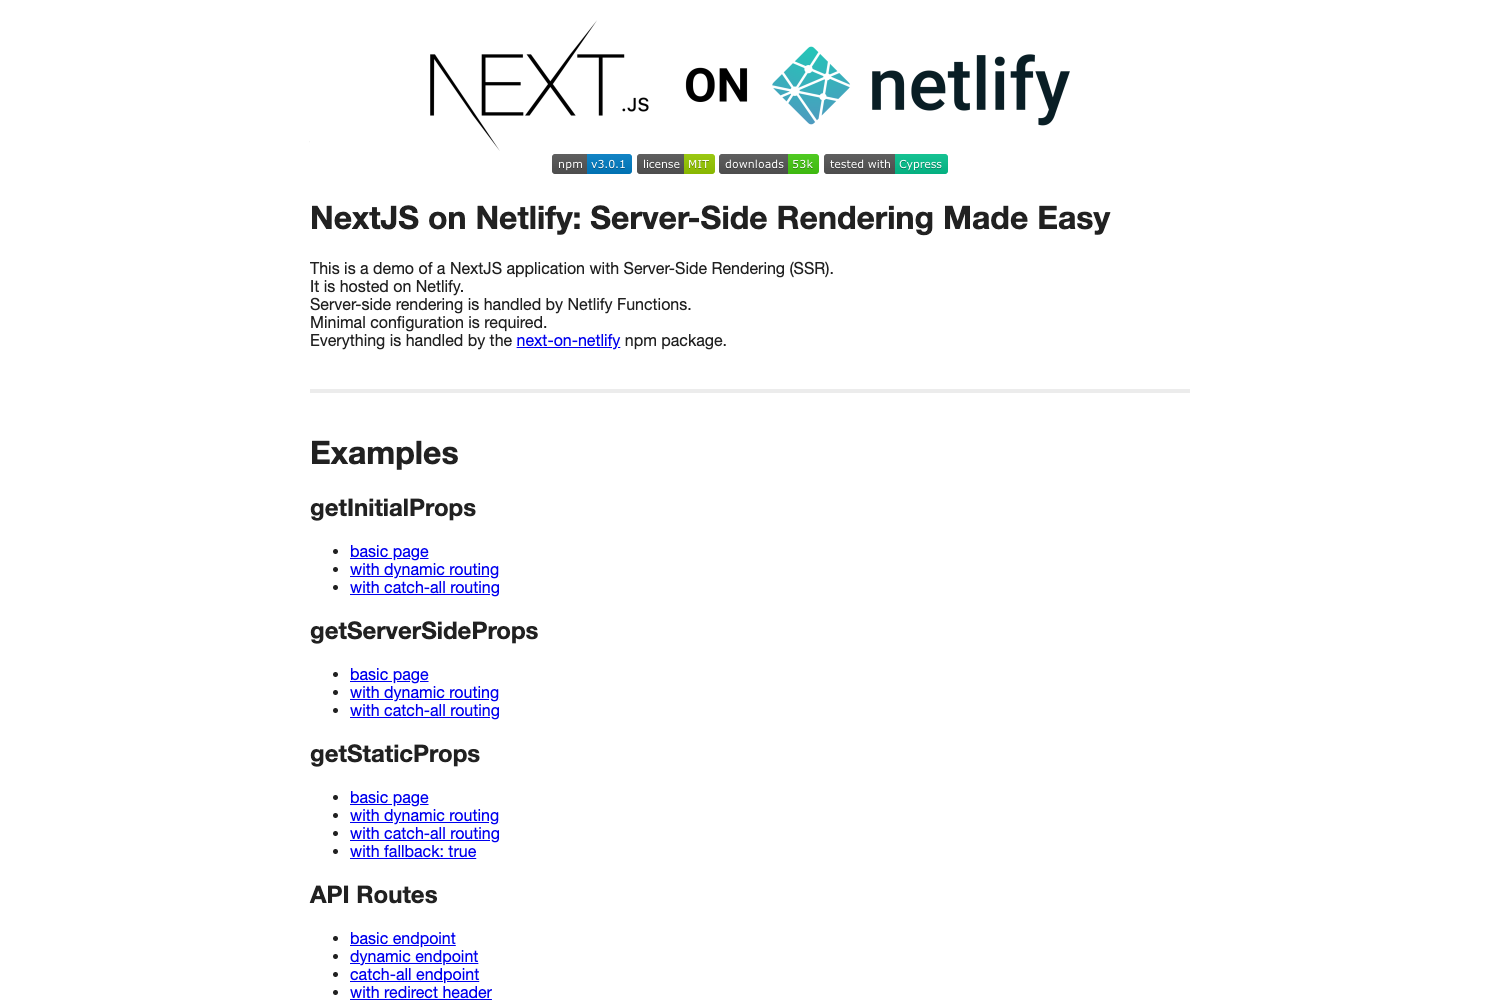 NEXT.JS ON netlify
npm v3.0.1 license MIT downloads 53k tested with Cypress
NextJS on Netlify: Server-Side Rendering Made Easy
This is a demo of a NextJS application with Server-Side Rendering (SSR).
It is hosted on Netlify.
Server-side rendering is handled by Netlify Functions.
Minimal configuration is required.
Everything is handled by the next-on-netlify npm package.
Examples
getInitialProps
basic page
with dynamic routing
with catch-all routing
getServerSideProps
basic page
with dynamic routing
with catch-all routing
getStaticProps
basic page
with dynamic routing
with catch-all routing
with fallback: true
API Routes
basic endpoint
dynamic endpoint
catch-all endpoint
with redirect header